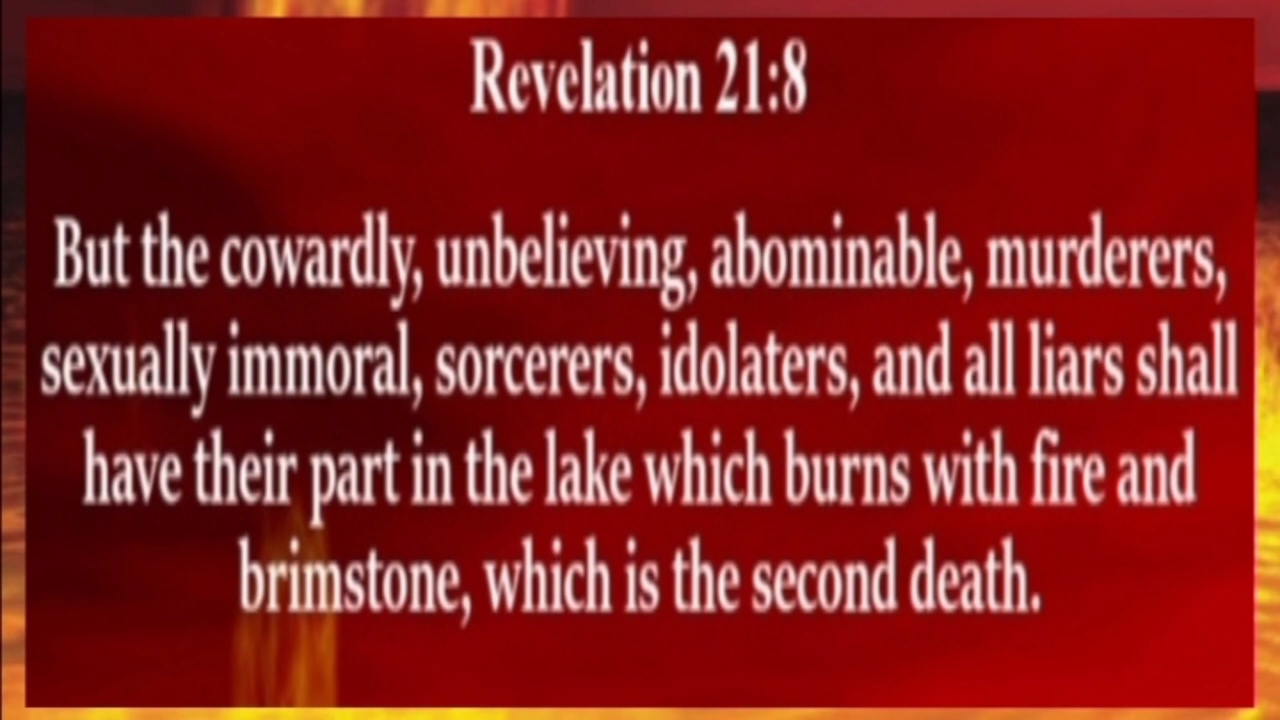 Revelation 21:8
But the cowardly, unbelieving, abominable, murderers,
sexually immoral, sorcerers, idolaters, and all liars shall
have their part in the lake which burns with fire and
brimstone, which is the second death.